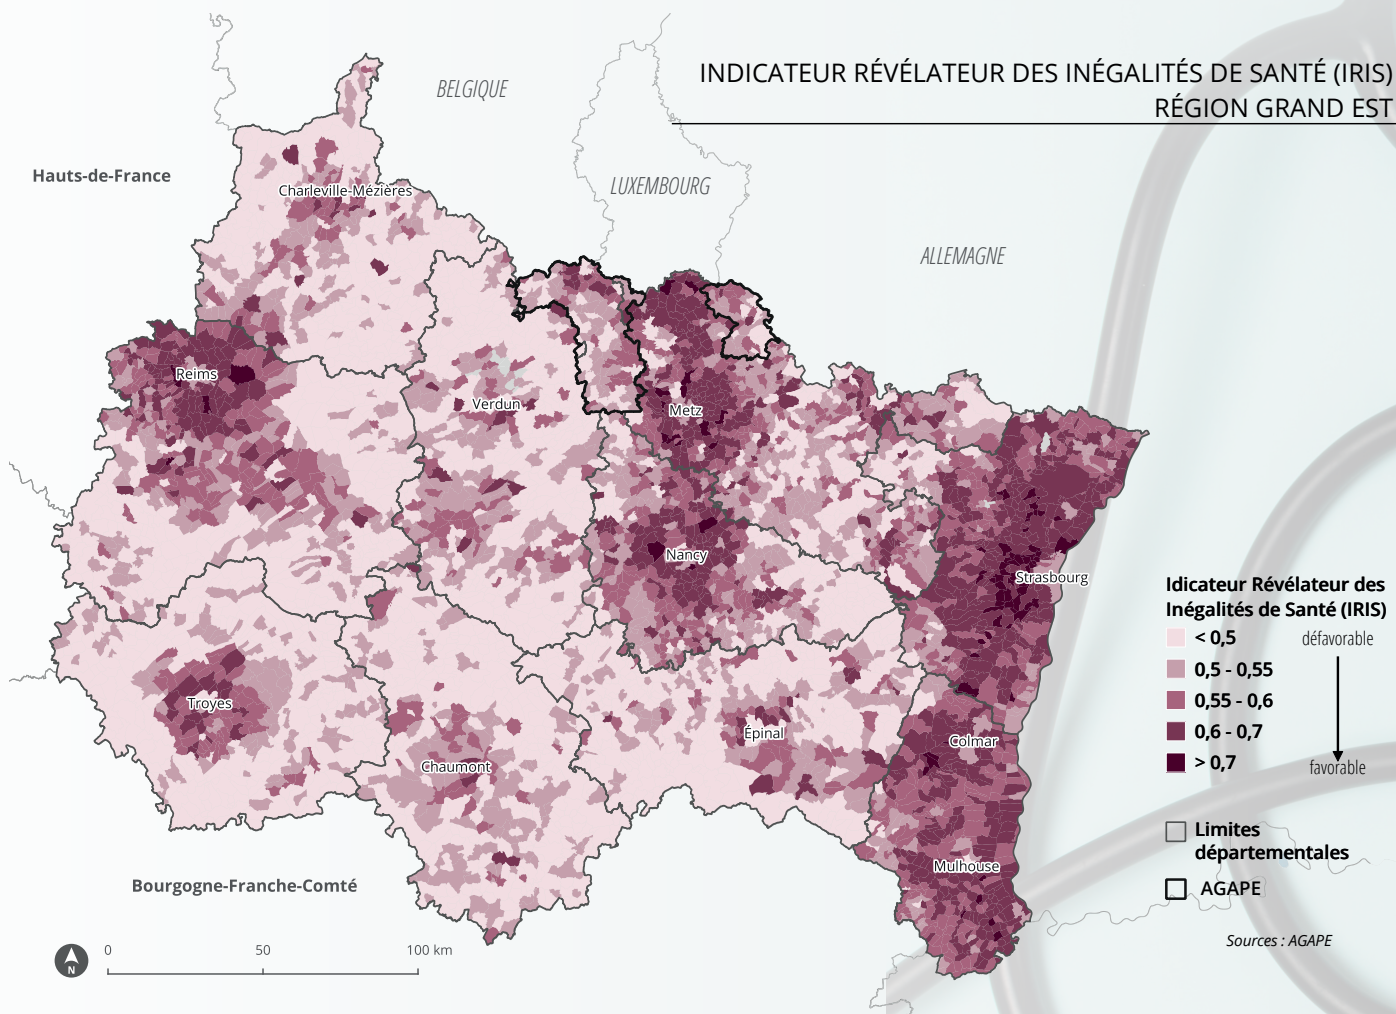 INDICATEUR RÉVÉLATEUR DES INÉGALITÉS DE SANTÉ (IRIS)
RÉGION GRAND EST
BELGIQUE
Hauts-de-France
LUXEMBOURG
Charleville-Mézières
ALLEMAGNE
Reims
Verdun
Metz
Nancy
Strasbourg
Troyes
Épinal
Colmar
Chaumont
Mulhouse
Bourgogne-Franche-Comté
Idicateur Révélateur des
Inégalités de Santé (IRIS)
< 0,5
défavorable
0,5 - 0,55
0,55 - 0,6
0,6 - 0,7
> 0,7
favorable
Limites
départementales
AGAPE
Sources : AGAPE
0 50 100 km
N